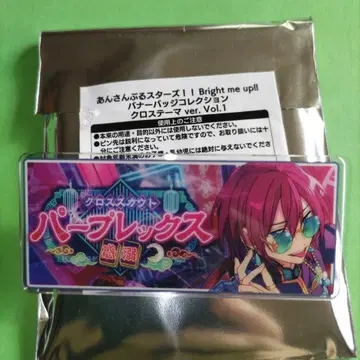 あんさんぶるスターズ!! Bright me up!!
バナーバッジコレクション
クロステーマ ver. Vol.1
使用上のご注意
●本来の用途・目的以外には使用しないでください。
●ピン先は鋭利になっていて危険ですので、お取り扱いには十
分にご注意ください。
クロススカウト
パープレックス
惑溺